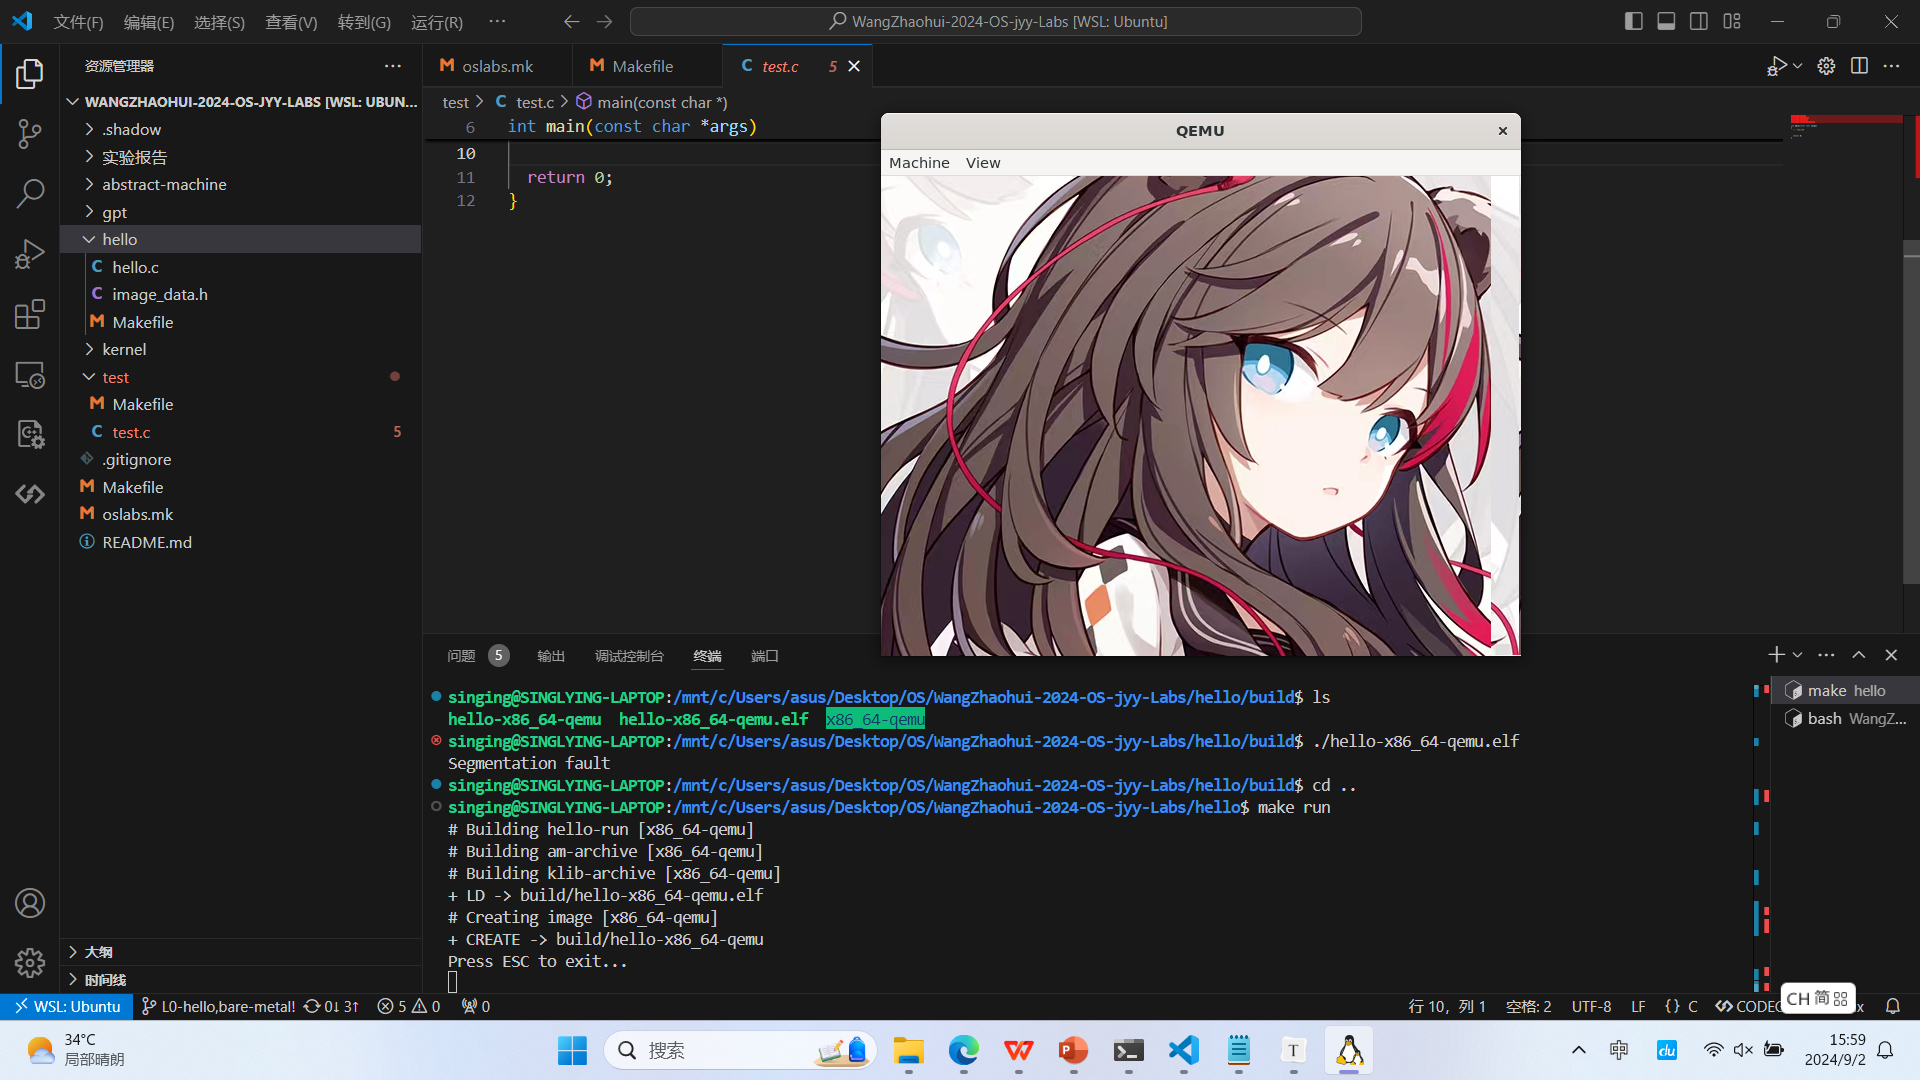 文件(F) 编辑(E) 选择(S) 查看(V) 转到(G) 运行(R) ··· WangZhaohui-2024-OS-jyy-Labs [WSL: Ubuntu]
资源管理器 ···
WANGZHAOHUI-2024-OS-JYY-LABS [WSL: UBUN...
.shadow
实验报告
abstract-machine
gpt
hello
C hello.c
C image_data.h
M Makefile
kernel
test
M Makefile
C test.c 5
.gitignore
M Makefile
M oslabs.mk
README.md
大纲
时间线
M oslabs.mk M Makefile C test.c 5
test > C test.c > main(const char *)
6 int main(const char *args)
10
11 return 0;
12 }
QEMU
Machine View
问题 5 输出 调试控制台 终端 端口
singing@SINGLYING-LAPTOP:/mnt/c/Users/asus/Desktop/OS/WangZhaohui-2024-OS-jyy-Labs/hello/build$ ls
hello-x86_64-qemu hello-x86_64-qemu.elf x86_64-qemu
singing@SINGLYING-LAPTOP:/mnt/c/Users/asus/Desktop/OS/WangZhaohui-2024-OS-jyy-Labs/hello/build$ ./hello-x86_64-qemu.elf
Segmentation fault
singing@SINGLYING-LAPTOP:/mnt/c/Users/asus/Desktop/OS/WangZhaohui-2024-OS-jyy-Labs/hello/build$ cd ..
singing@SINGLYING-LAPTOP:/mnt/c/Users/asus/Desktop/OS/WangZhaohui-2024-OS-jyy-Labs/hello$ make run
# Building hello-run [x86_64-qemu]
# Building am-archive [x86_64-qemu]
# Building klib-archive [x86_64-qemu]
+ LD -> build/hello-x86_64-qemu.elf
# Creating image [x86_64-qemu]
+ CREATE -> build/hello-x86_64-qemu
Press ESC to exit...
make hello
bash WangZ...
WSL: Ubuntu L0-hello,bare-metal! 0↓ 3↑ 5 0 0 行 10，列 1 空格: 2 UTF-8 LF {} C CODEG
CH 简
34°C
局部晴朗
搜索
中
du
15:59
2024/9/2